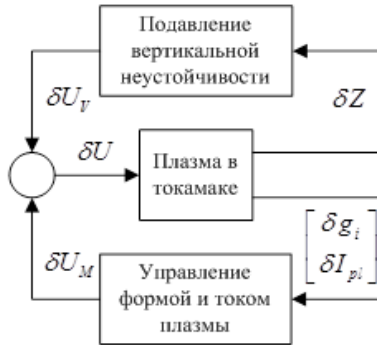 Подавление
вертикальной
неустойчивости
δU_V
δZ
δU
Плазма в
токамаке
δU_M
Управление
формой и током
плазмы
δg_i
δI_pl